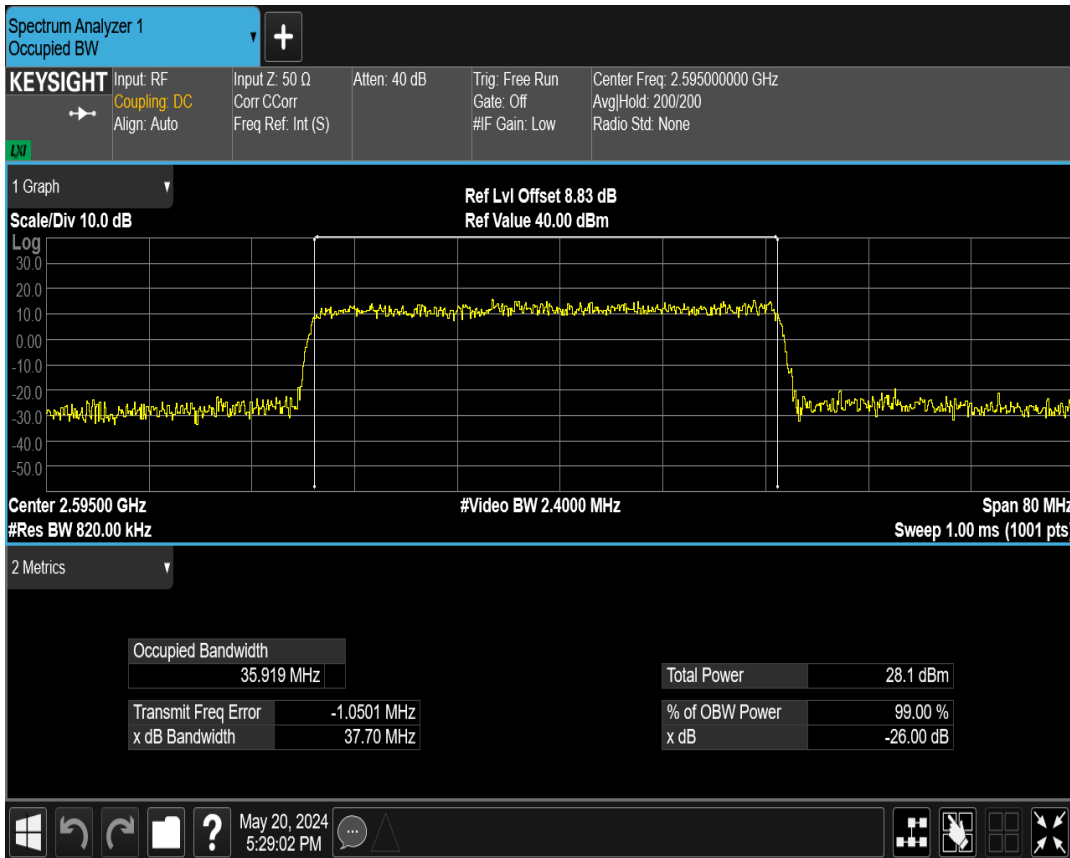 Spectrum Analyzer 1
Occupied BW
+
KEYSIGHT
LXI
Input: RF
Coupling: DC
Align: Auto
Input Z: 50 Ω
Corr CCorr
Freq Ref: Int (S)
Atten: 40 dB
Trig: Free Run
Gate: Off
#IF Gain: Low
Center Freq: 2.595000000 GHz
Avg|Hold: 200/200
Radio Std: None
1 Graph
Scale/Div 10.0 dB
Ref Lvl Offset 8.83 dB
Ref Value 40.00 dBm
Log
30.0
20.0
10.0
0.00
-10.0
-20.0
-30.0
-40.0
-50.0
Center 2.59500 GHz
#Video BW 2.4000 MHz
Span 80 MHz
#Res BW 820.00 kHz
Sweep 1.00 ms (1001 pts)
2 Metrics
Occupied Bandwidth
35.919 MHz
Transmit Freq Error -1.0501 MHz
x dB Bandwidth 37.70 MHz
Total Power 28.1 dBm
% of OBW Power 99.00 %
x dB -26.00 dB
?
May 20, 2024
5:29:02 PM